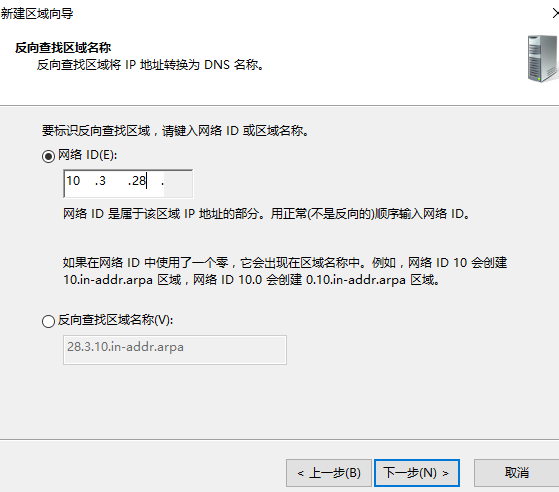 新建区域向导
反向查找区域名称
反向查找区域将 IP 地址转换为 DNS 名称。
要标识反向查找区域，请键入网络 ID 或区域名称。
网络 ID(E):
10 .3 .28 .
网络 ID 是属于该区域 IP 地址的部分。用正常(不是反向的)顺序输入网络 ID。
如果在网络 ID 中使用了一个零，它会出现在区域名称中。例如，网络 ID 10 会创建
10.in-addr.arpa 区域，网络 ID 10.0 会创建 0.10.in-addr.arpa 区域。
反向查找区域名称(V):
28.3.10.in-addr.arpa
< 上一步(B) 下一步(N) > 取消